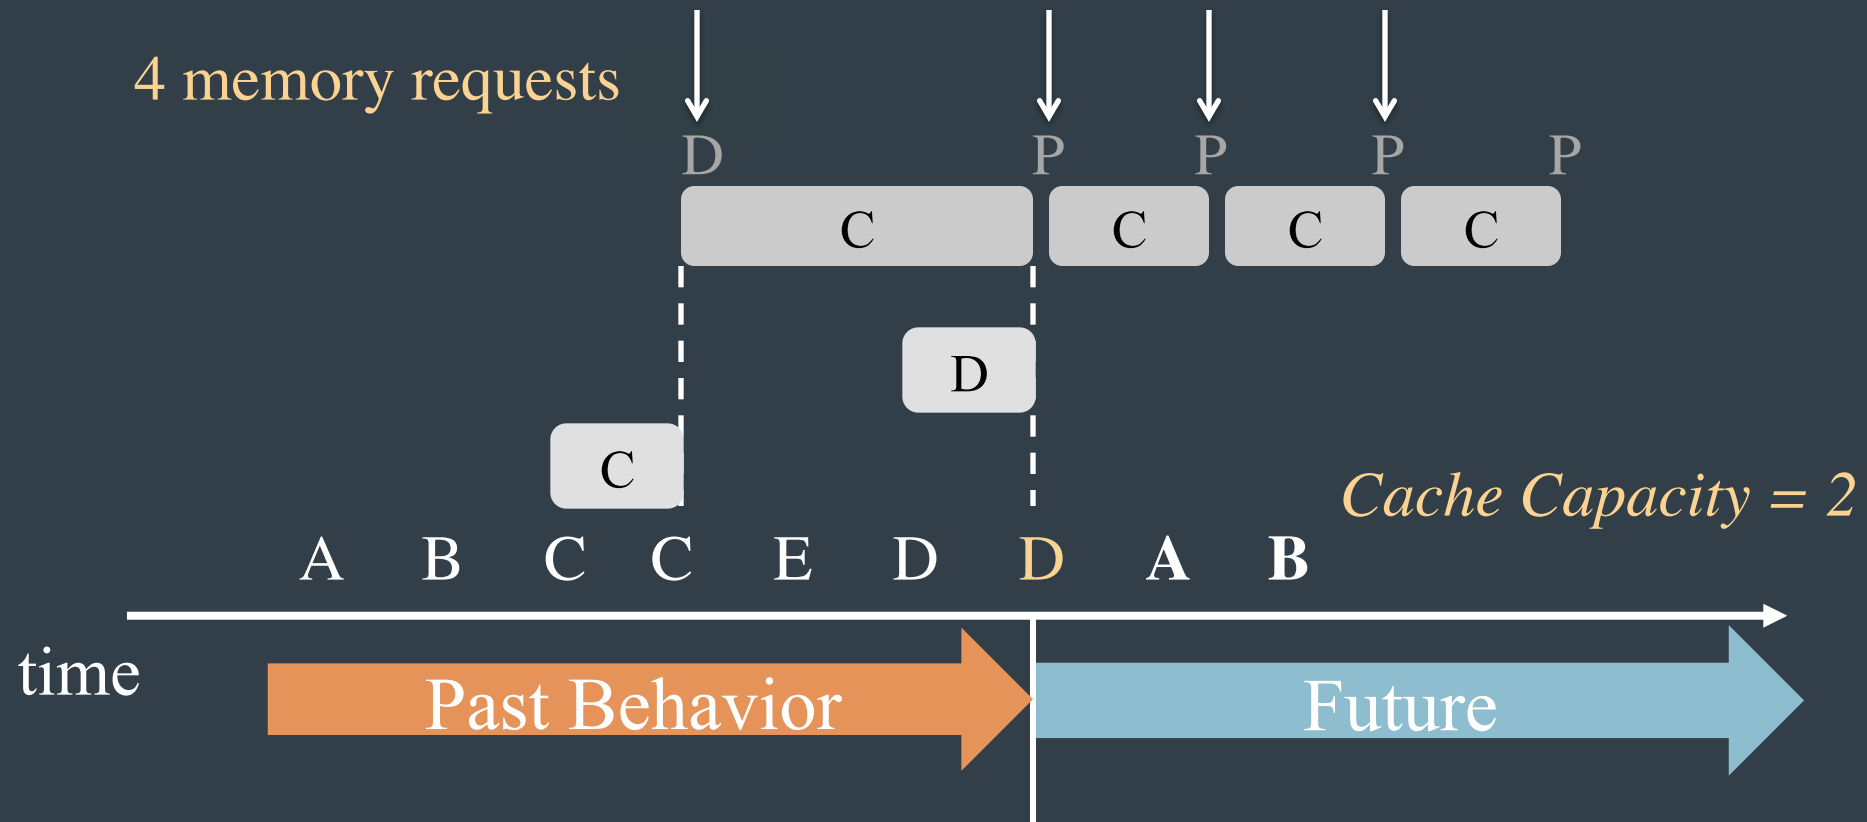 4 memory requests
D P P P P
C C C C
D
C
Cache Capacity = 2
A B C C E D D A B
time
Past Behavior Future